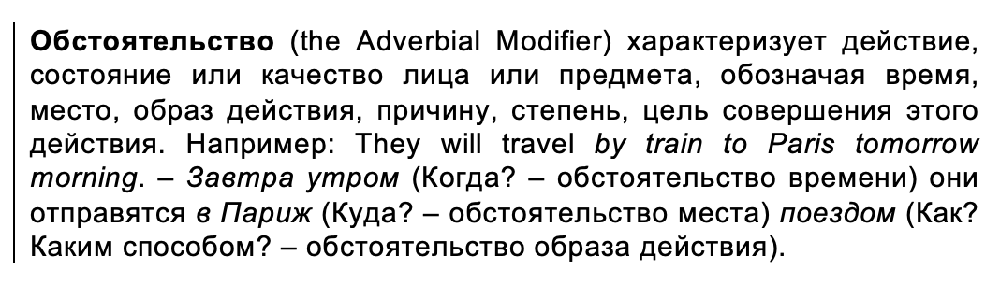 Обстоятельство (the Adverbial Modifier) характеризует действие,
состояние или качество лица или предмета, обозначая время,
место, образ действия, причину, степень, цель совершения этого
действия. Например: They will travel by train to Paris tomorrow
morning. – Завтра утром (Когда? – обстоятельство времени) они
отправятся в Париж (Куда? – обстоятельство места) поездом (Как?
Каким способом? – обстоятельство образа действия).